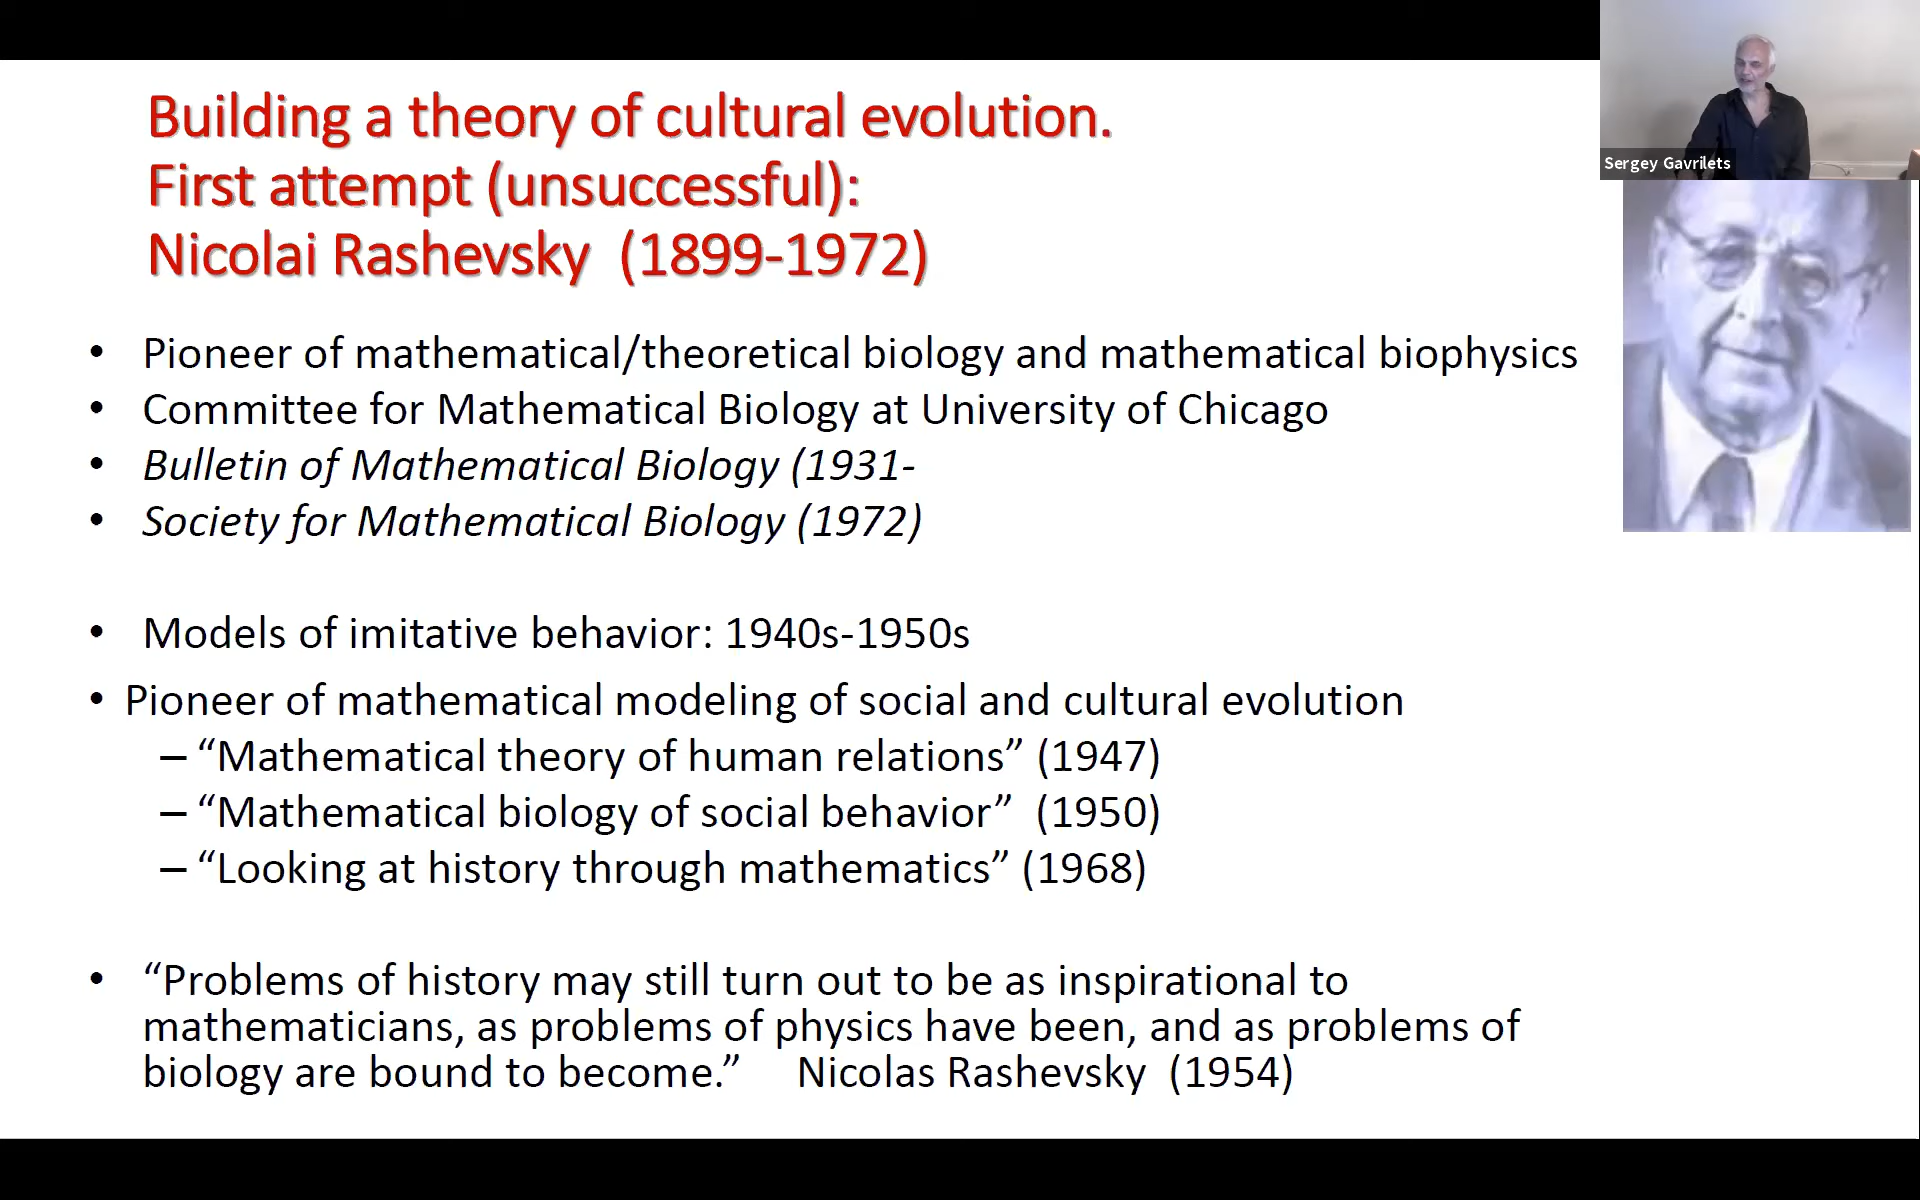 Building a theory of cultural evolution.
First attempt (unsuccessful):
Nicolai Rashevsky (1899-1972)
Sergey Gavrilets
• Pioneer of mathematical/theoretical biology and mathematical biophysics
• Committee for Mathematical Biology at University of Chicago
• Bulletin of Mathematical Biology (1931-
• Society for Mathematical Biology (1972)
• Models of imitative behavior: 1940s-1950s
• Pioneer of mathematical modeling of social and cultural evolution
– “Mathematical theory of human relations” (1947)
– “Mathematical biology of social behavior” (1950)
– “Looking at history through mathematics” (1968)
• “Problems of history may still turn out to be as inspirational to
mathematicians, as problems of physics have been, and as problems of
biology are bound to become.” Nicolas Rashevsky (1954)